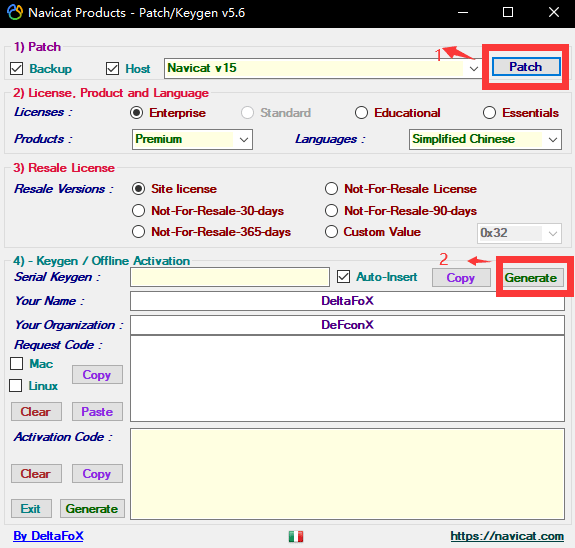 Navicat Products - Patch/Keygen v5.6
1) Patch
1
Backup Host Navicat v15 Patch
2) License, Product and Language
Licenses : Enterprise Standard Educational Essentials
Products : Premium Languages : Simplified Chinese
3) Resale License
Resale Versions : Site license Not-For-Resale License
Not-For-Resale-30-days Not-For-Resale-90-days
Not-For-Resale-365-days Custom Value 0x32
4) - Keygen / Offline Activation 2
Serial Keygen : Auto-Insert Copy Generate
Your Name : DeltaFoX
Your Organization : DeFconX
Request Code :
Mac
Copy
Linux
Clear Paste
Activation Code :
Clear Copy
Exit Generate
By DeltaFoX https://navicat.com